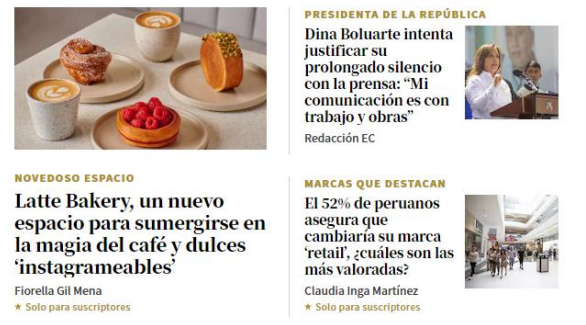 NOVEDOSO ESPACIO
Latte Bakery, un nuevo
espacio para sumergirse en
la magia del café y dulces
‘instagrameables’
Fiorella Gil Mena
★ Solo para suscriptores
PRESIDENTA DE LA REPÚBLICA
Dina Boluarte intenta
justificar su
prolongado silencio
con la prensa: “Mi
comunicación es con
trabajo y obras”
Redacción EC
MARCAS QUE DESTACAN
El 52% de peruanos
asegura que
cambiaría su marca
‘retail’, ¿cuáles son las
más valoradas?
Claudia Inga Martínez
★ Solo para suscriptores